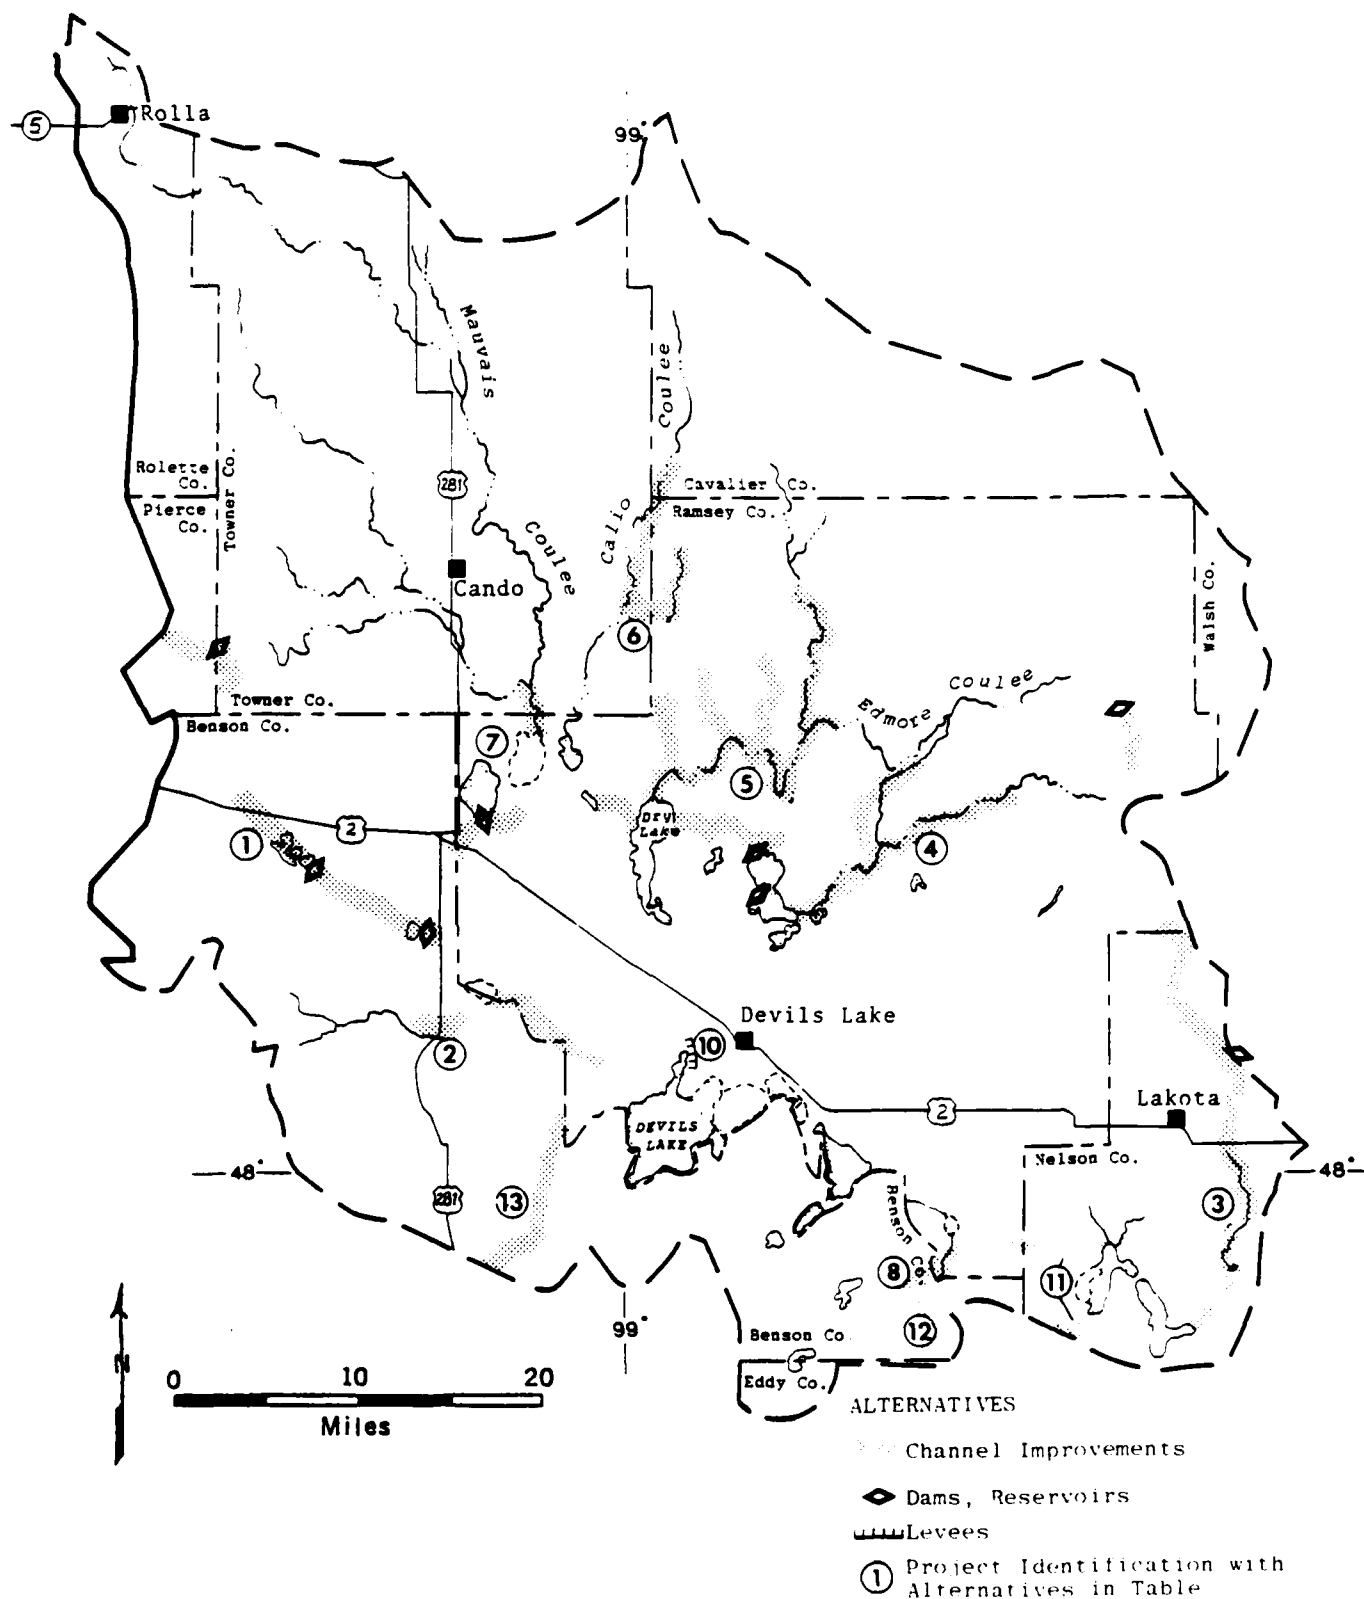 Rolla
5
99°
Mauvais
Coulee
Rolette
Co.
Pierce
Co.
Towner Co.
281
Cavalier Co.
Ramsey Co.
Calio
Coulee
Cando
Walsh Co.
6
Coulee
Edmore
Towner Co.
Benson Co.
7
5
2
1
Dry
Lake
4
Devils Lake
10
2
Lakota
2
DEVILS
LAKE
Nelson Co.
48°
48°
281
13
Benson Co
3
8
11
12
99°
N
Benson Co
Eddy Co.
0 10 20
Miles
ALTERNATIVES
Channel Improvements
Dams, Reservoirs
Levees
1 Project Identification with
Alternatives in Table